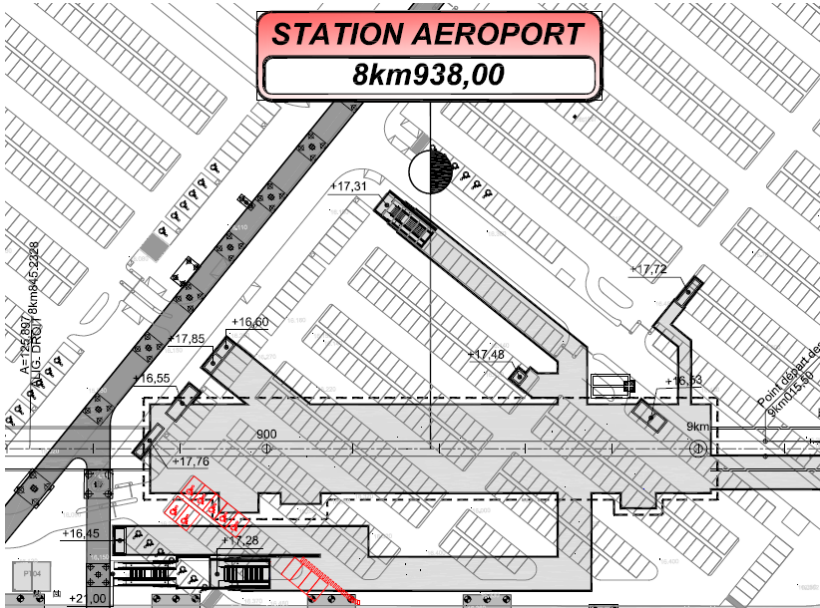 STATION AEROPORT
8km938,00
+17,31
+17,72
+16,60
+17,85
+17,48
+16,55
+16,53
A=125,897
ALIG. DROIT 8km845,2328
Point départ des
9km015,50
900
9km
+17,76
+16,45
+17,28
PT04
+21,00